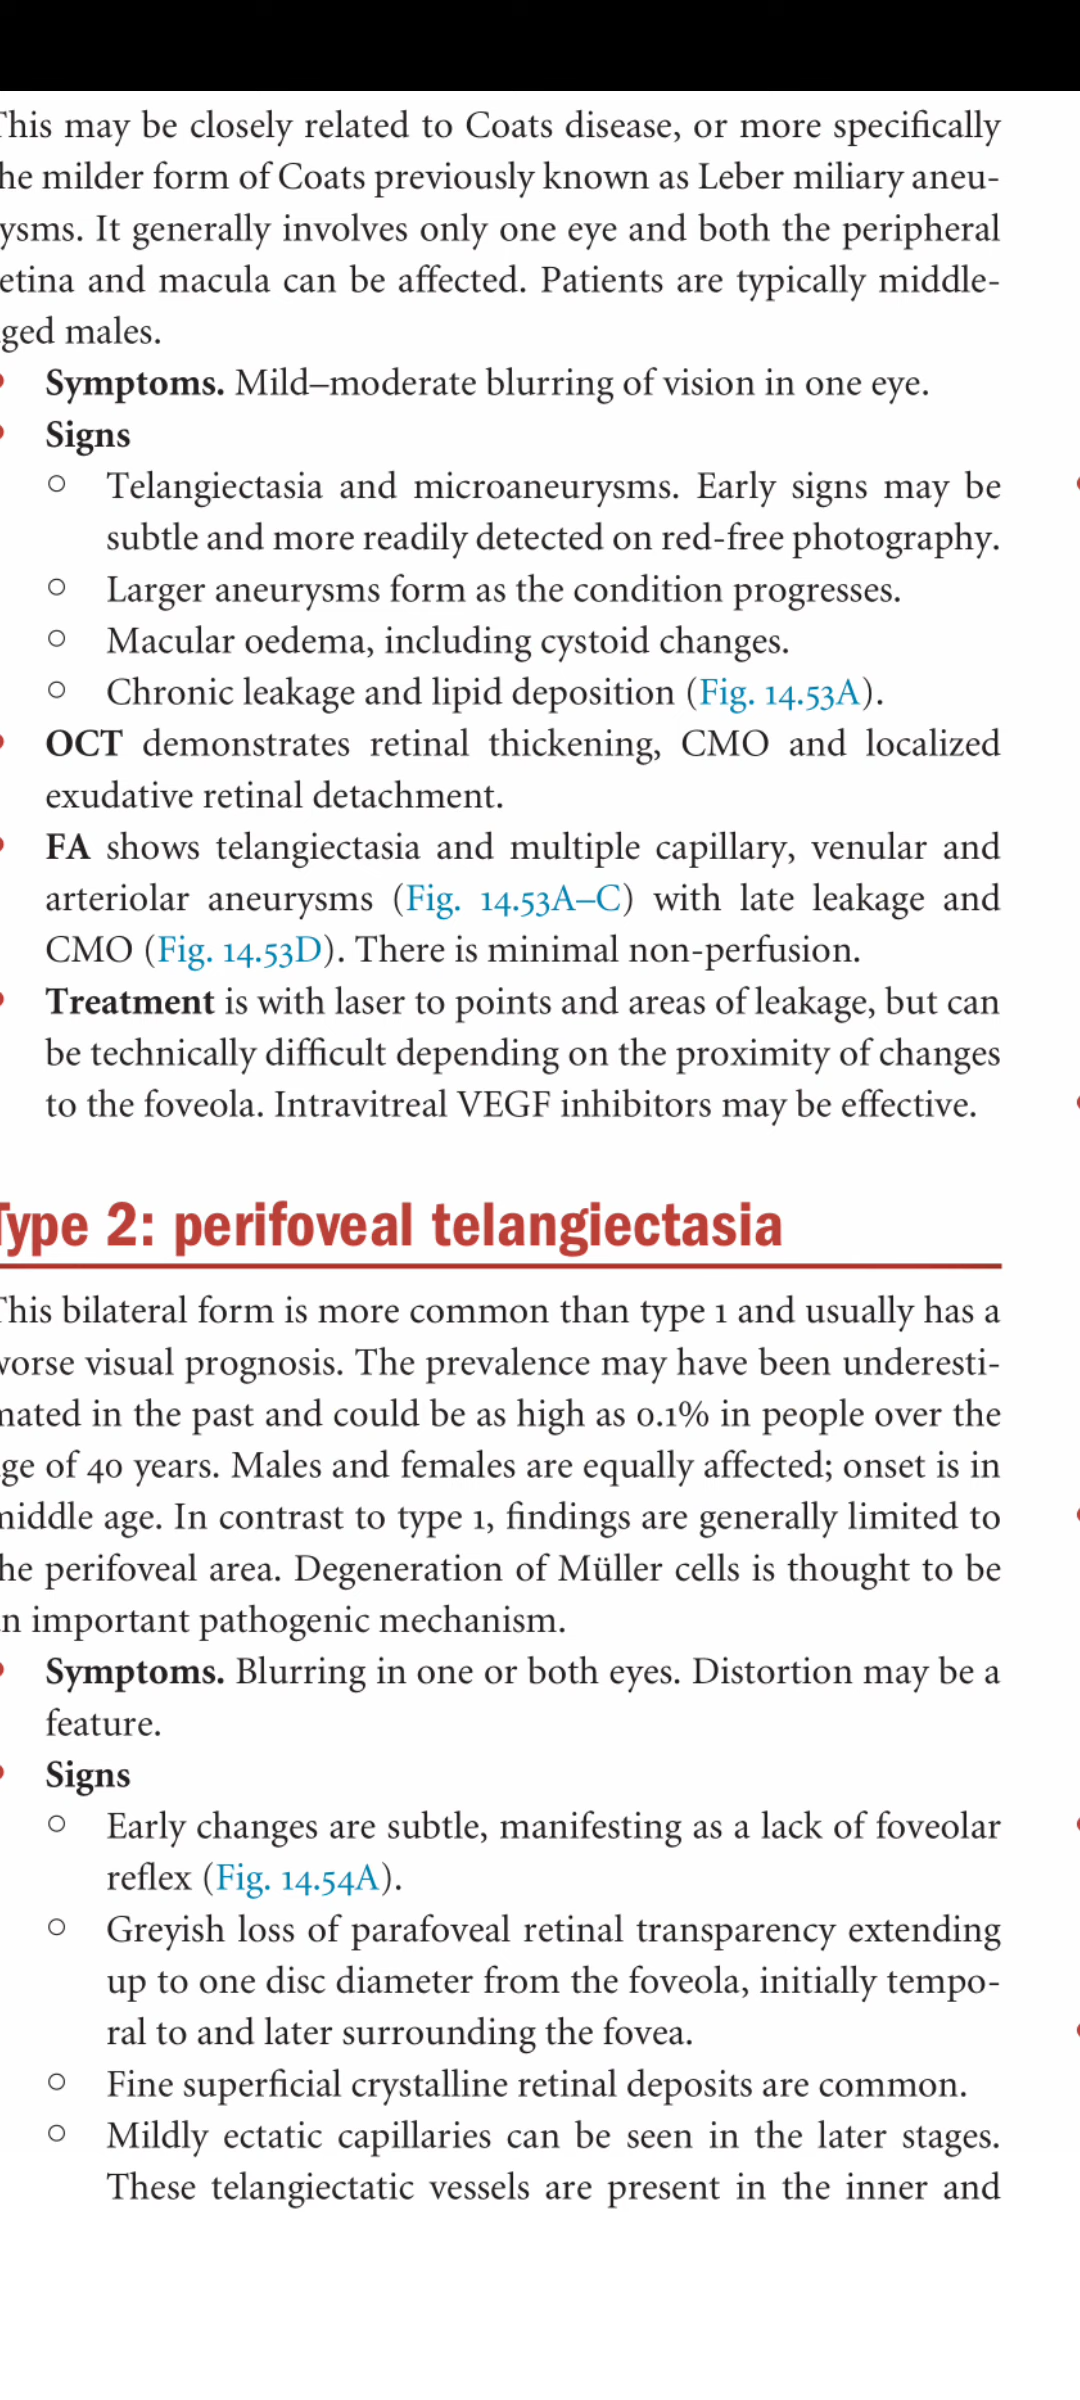 This may be closely related to Coats disease, or more specifically
he milder form of Coats previously known as Leber miliary aneu-
ysms. It generally involves only one eye and both the peripheral
etina and macula can be affected. Patients are typically middle-
ged males.
Symptoms. Mild–moderate blurring of vision in one eye.
Signs
○ Telangiectasia and microaneurysms. Early signs may be
subtle and more readily detected on red-free photography.
○ Larger aneurysms form as the condition progresses.
○ Macular oedema, including cystoid changes.
○ Chronic leakage and lipid deposition (Fig. 14.53A).
OCT demonstrates retinal thickening, CMO and localized
exudative retinal detachment.
FA shows telangiectasia and multiple capillary, venular and
arteriolar aneurysms (Fig. 14.53A–C) with late leakage and
CMO (Fig. 14.53D). There is minimal non-perfusion.
Treatment is with laser to points and areas of leakage, but can
be technically difficult depending on the proximity of changes
to the foveola. Intravitreal VEGF inhibitors may be effective.
Type 2: perifoveal telangiectasia
This bilateral form is more common than type 1 and usually has a
worse visual prognosis. The prevalence may have been underesti-
mated in the past and could be as high as 0.1% in people over the
ge of 40 years. Males and females are equally affected; onset is in
middle age. In contrast to type 1, findings are generally limited to
he perifoveal area. Degeneration of Müller cells is thought to be
n important pathogenic mechanism.
Symptoms. Blurring in one or both eyes. Distortion may be a
feature.
Signs
○ Early changes are subtle, manifesting as a lack of foveolar
reflex (Fig. 14.54A).
○ Greyish loss of parafoveal retinal transparency extending
up to one disc diameter from the foveola, initially tempo-
ral to and later surrounding the fovea.
○ Fine superficial crystalline retinal deposits are common.
○ Mildly ectatic capillaries can be seen in the later stages.
These telangiectatic vessels are present in the inner and